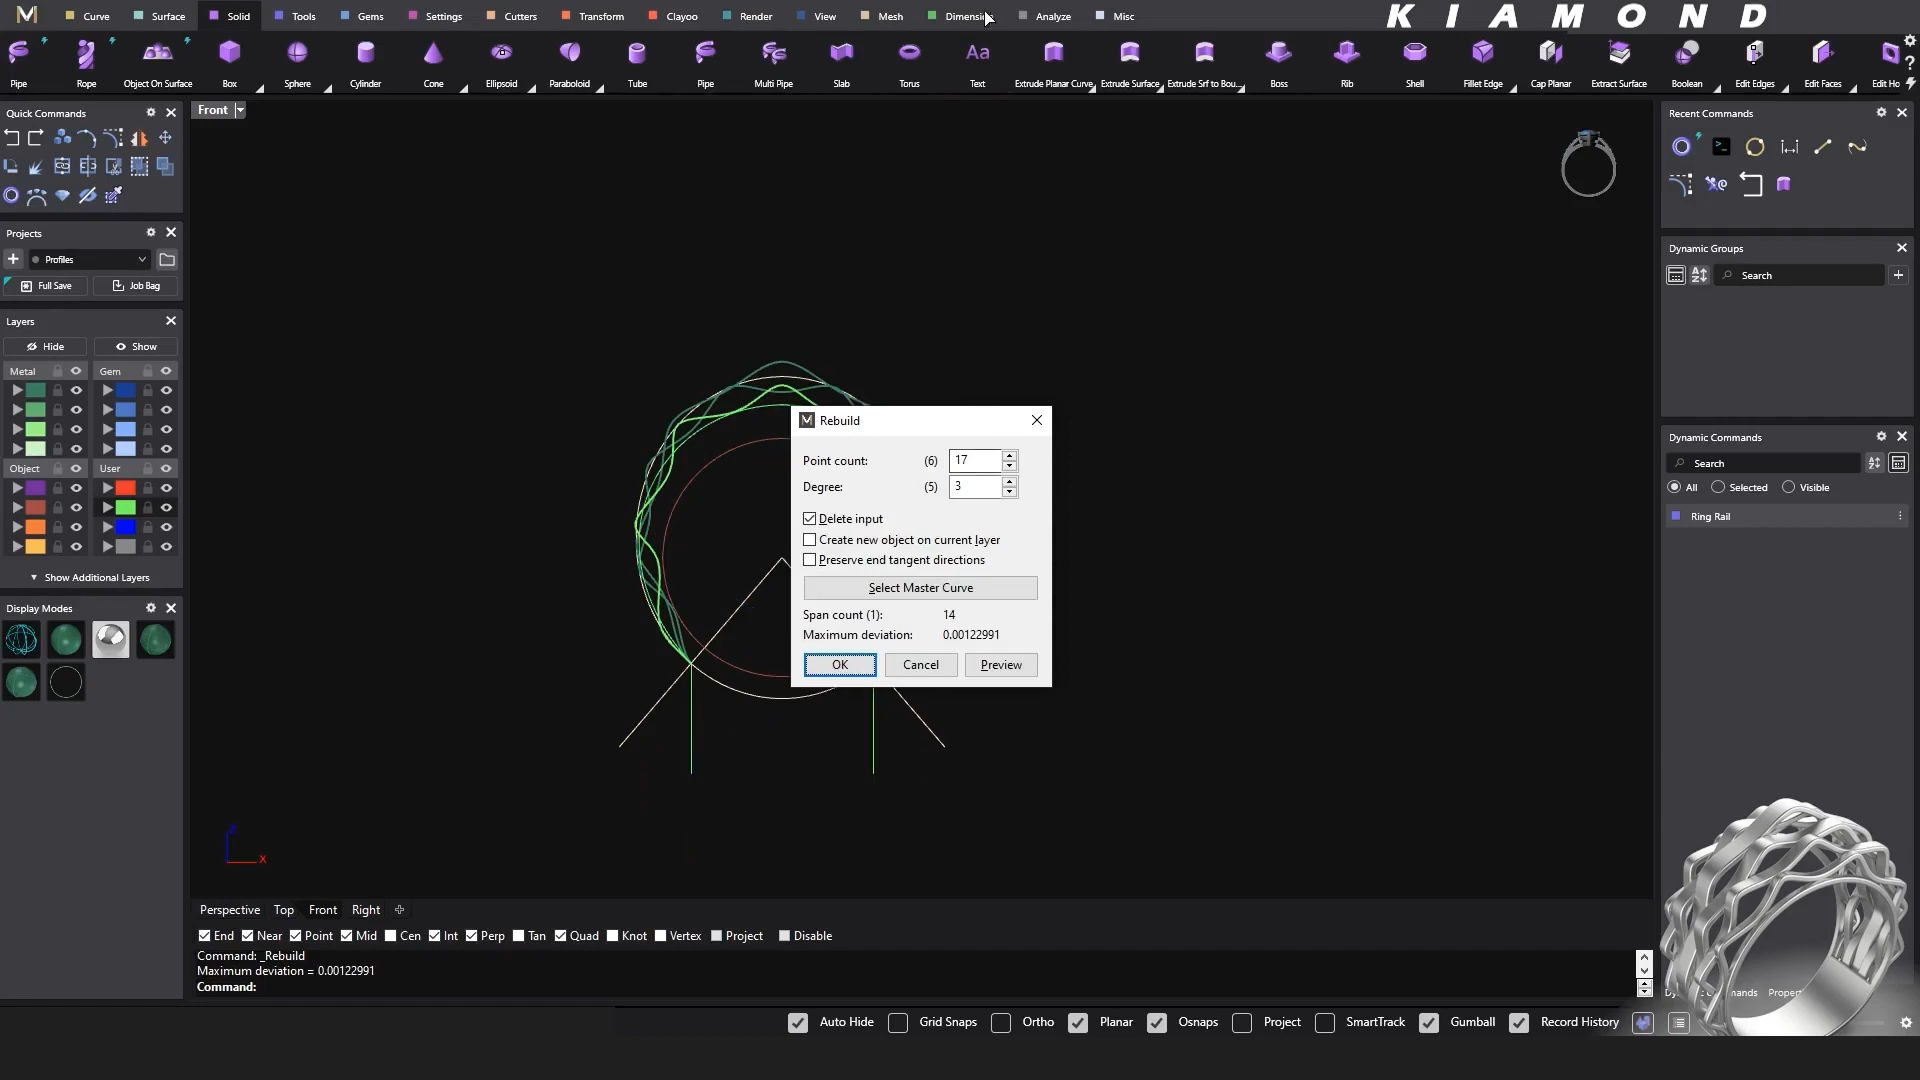 Curve Surface Solid Tools Gems Settings Cutters Transform Clayoo Render View Mesh Analyze Misc
KIAMOND
Pipe Rope Object On Surface Box Sphere Cylinder Cone Ellipsoid Paraboloid Tube Pipe Multi Pipe Slab Torus Text Extrude Planar Curve Extrude Surface Extrude Srf to Bou... Boss Rib Shell Fillet Edge Cap Planar Extract Surface Boolean Edit Edges Edit Faces Edit Ho
Aa
Quick Commands
Front
Recent Commands
Projects
Profiles
Full Save Job Bag
Dynamic Groups
Search
Layers
Hide Show
Metal Gem
Object User
Show Additional Layers
Display Modes
Rebuild
Point count: (6) 17
Degree: (5) 3
Delete input
Create new object on current layer
Preserve end tangent directions
Select Master Curve
Span count (1): 14
Maximum deviation: 0.00122991
OK Cancel Preview
Dynamic Commands
Search
All Selected Visible
Ring Rail
z
x
Perspective Top Front Right
End Near Point Mid Cen Int Perp Tan Quad Knot Vertex Project Disable
Command: _Rebuild
Maximum deviation = 0.00122991
Command:
Auto Hide Grid Snaps Ortho Planar Osnaps Project SmartTrack Gumball Record History